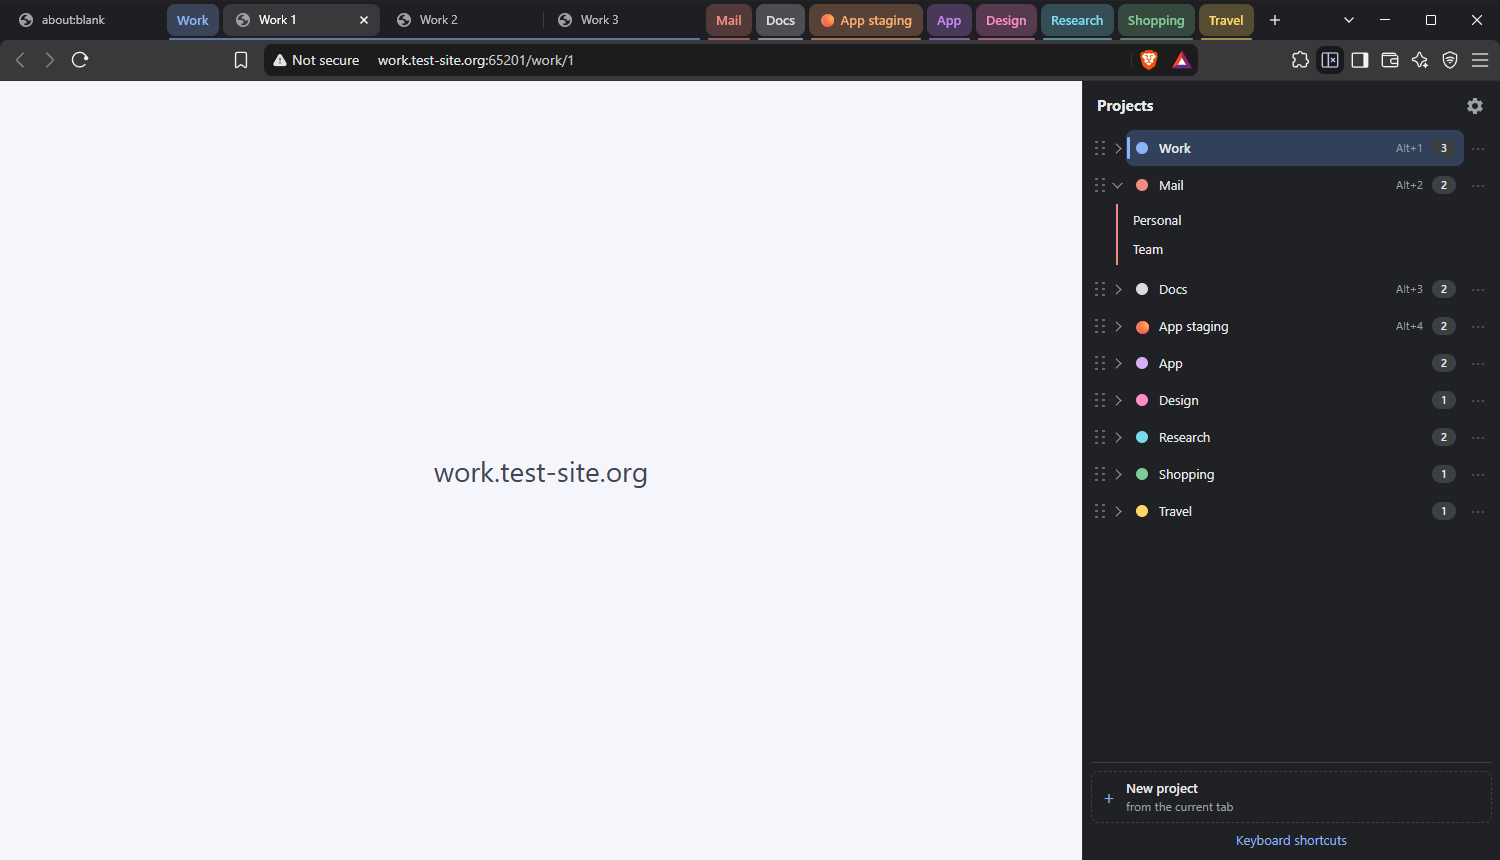 about:blank
Work
Work 1
Work 2
Work 3
Mail
Docs
App staging
App
Design
Research
Shopping
Travel
Not secure
work.test-site.org:65201/work/1
work.test-site.org
Projects
Work Alt+1 3
Mail Alt+2 2
Personal
Team
Docs Alt+3 2
App staging Alt+4 2
App 2
Design 1
Research 2
Shopping 1
Travel 1
New project
from the current tab
Keyboard shortcuts